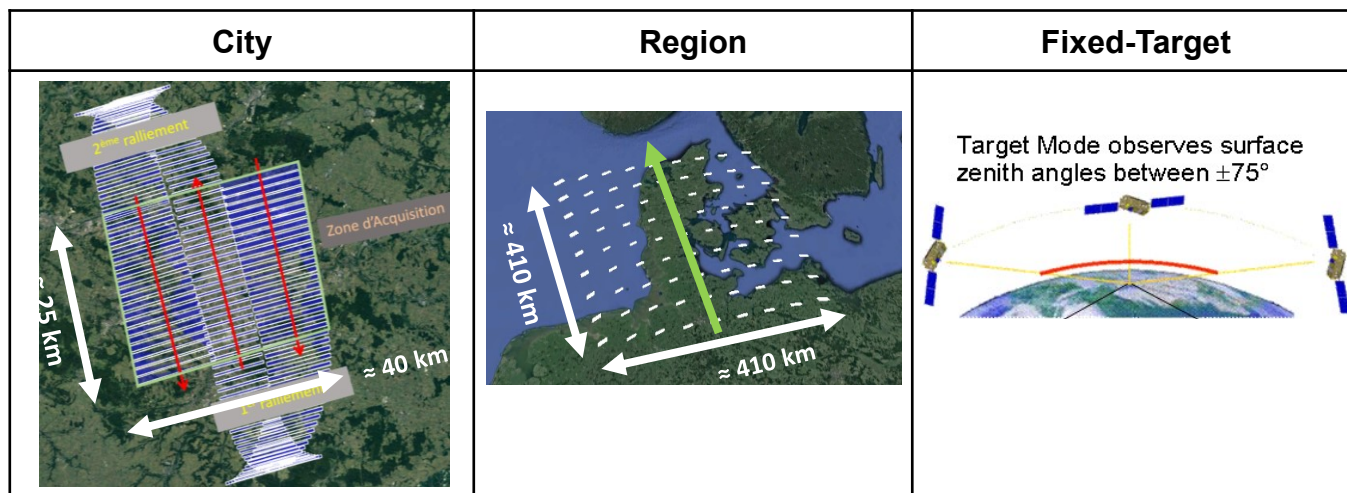 City
Region
Fixed-Target
2ème ralliement
Zone d'Acquisition
≈ 25 km
≈ 40 km
1er ralliement
≈ 410 km
≈ 410 km
Target Mode observes surface
zenith angles between ±75°